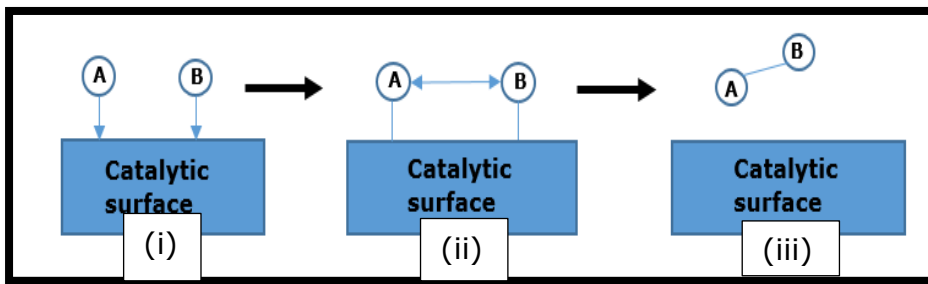 A B
A B
A B
Catalytic
surface
(i)
Catalytic
surface
(ii)
Catalytic
surface
(iii)